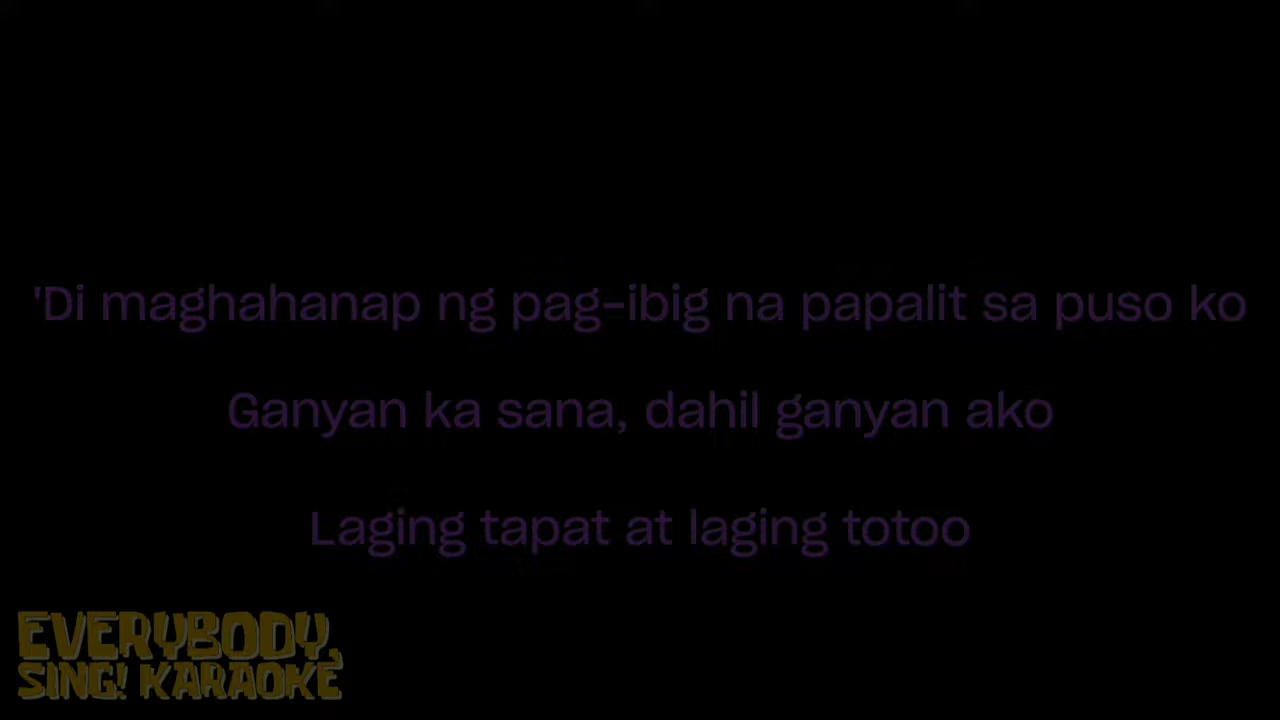 'Di maghahanap ng pag-ibig na papalit sa puso ko
Ganyan ka sana, dahil ganyan ako
Laging tapat at laging totoo
EVERYBODY,
SING! KARAOKE